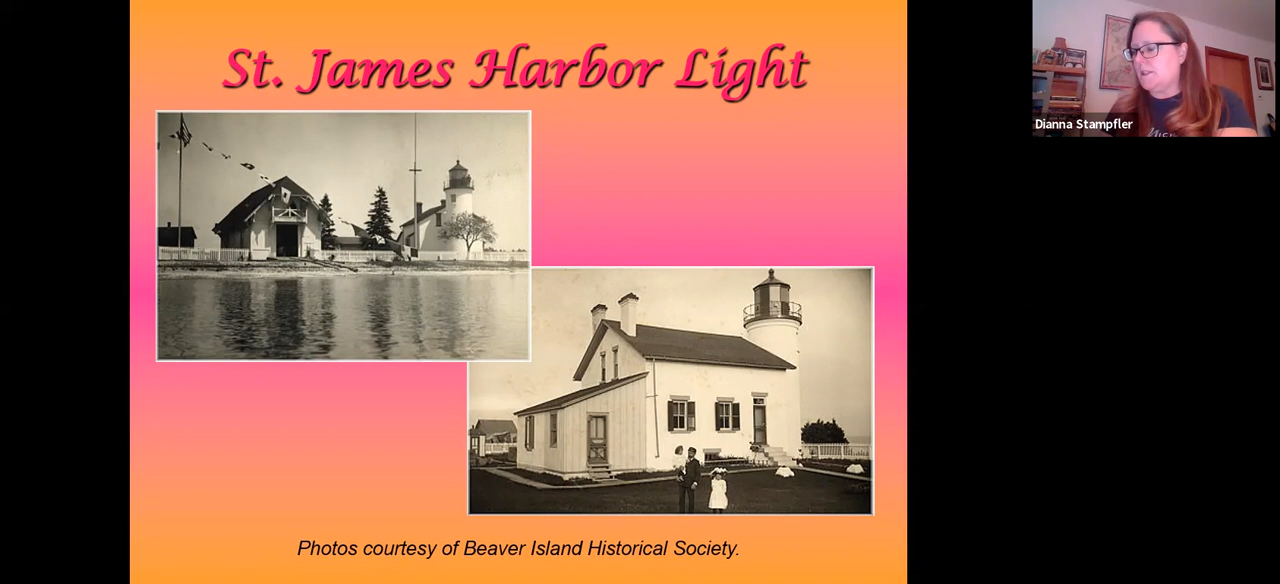 St. James Harbor Light
Dianna Stampfler
Photos courtesy of Beaver Island Historical Society.